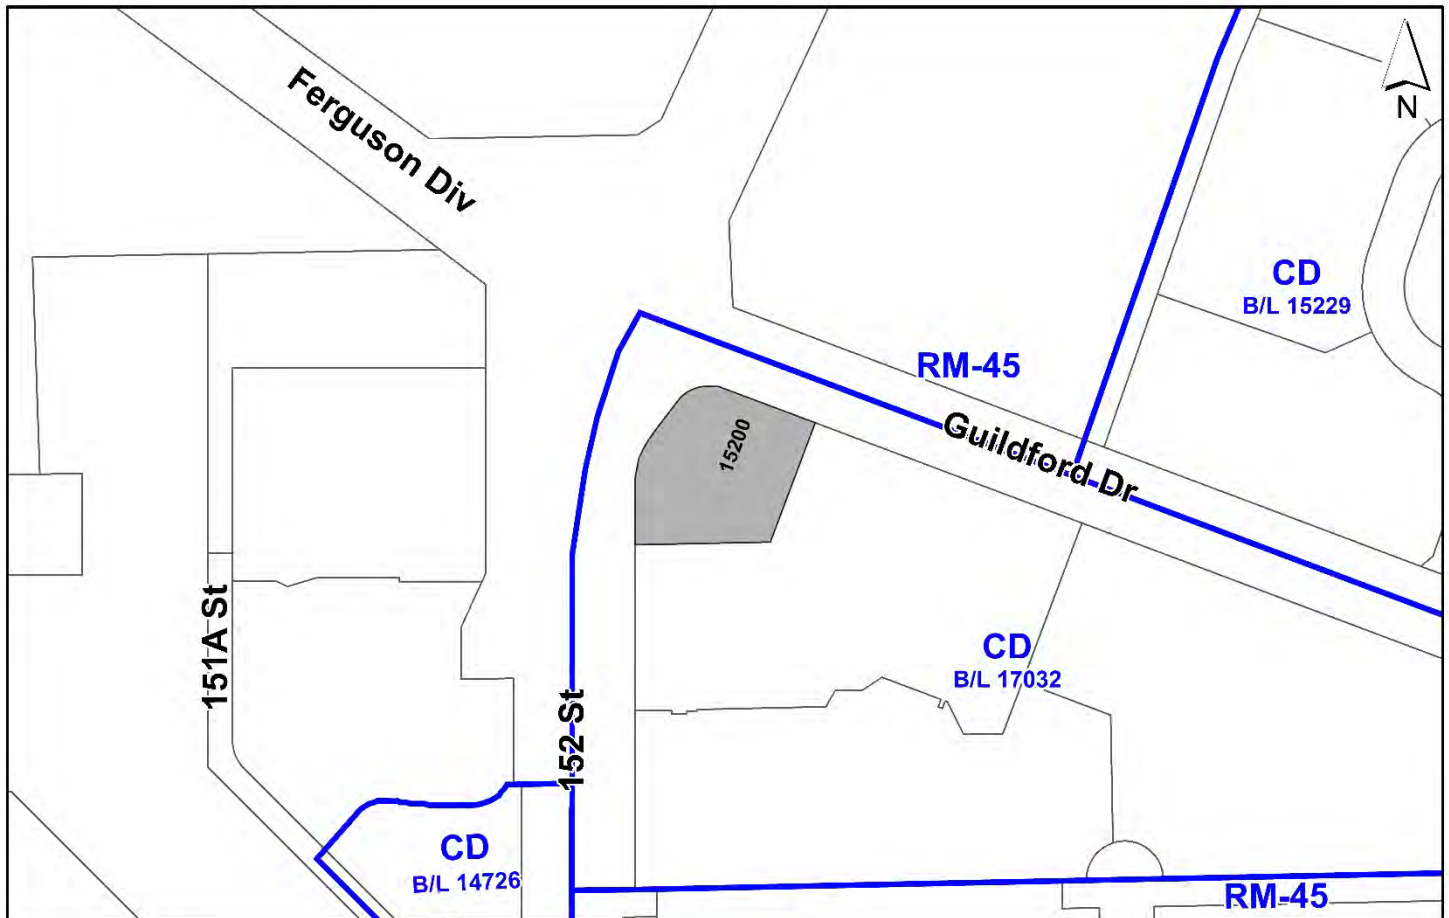 Ferguson Div
N
CD
B/L 15229
RM-45
15200
Guildford Dr
151A St
CD
B/L 17032
152 St
CD
B/L 14726
RM-45